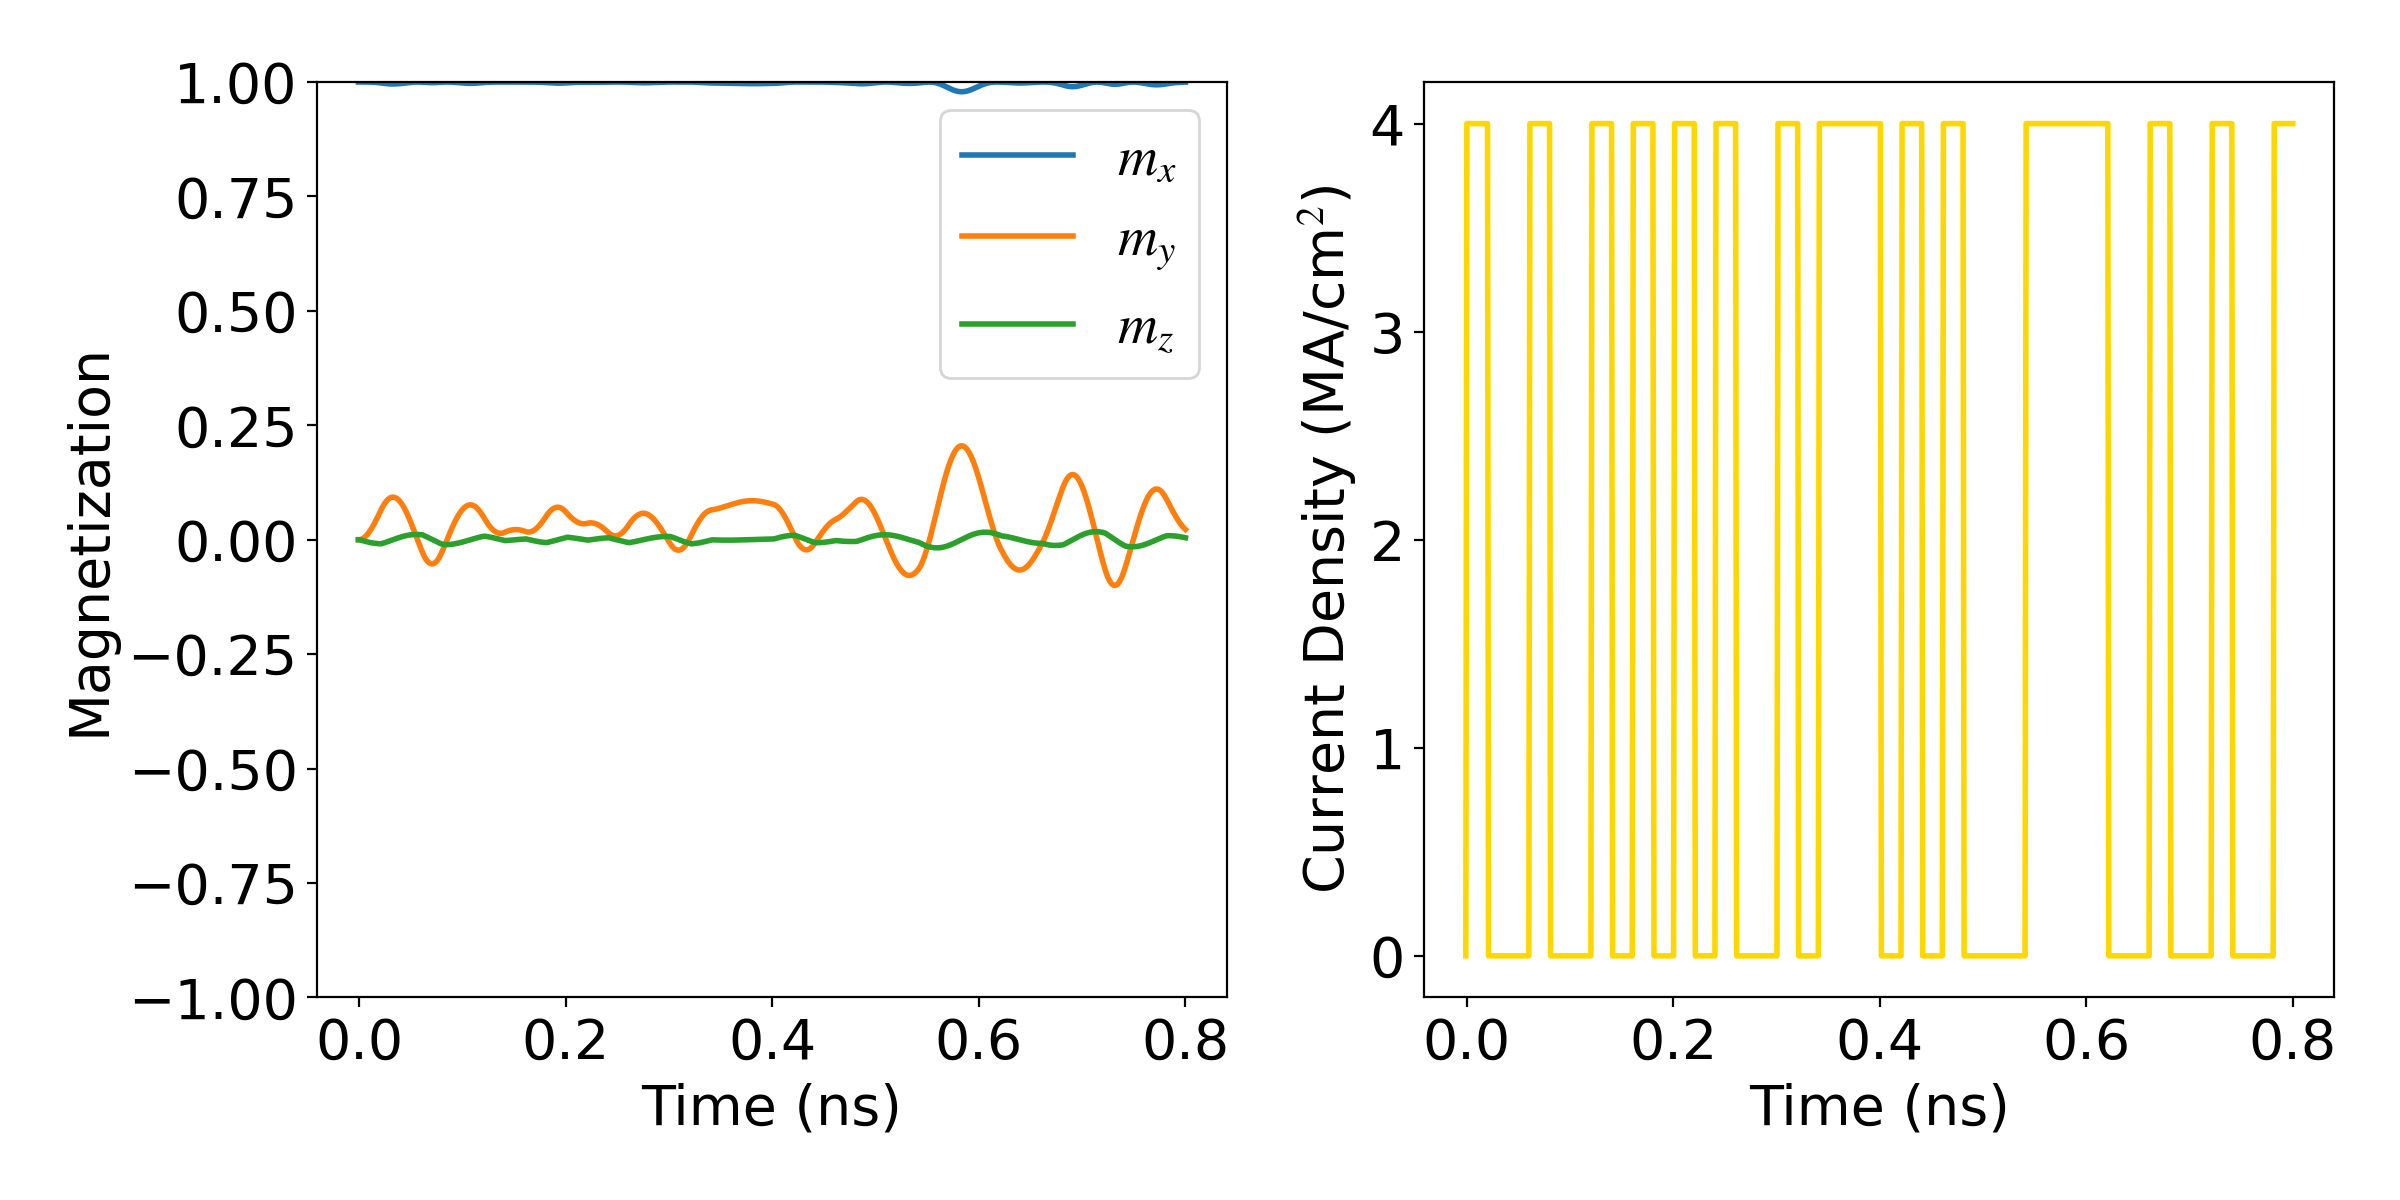 1.00
0.75
0.50
0.25
0.00
−0.25
−0.50
−0.75
−1.00
Magnetization
0.0 0.2 0.4 0.6 0.8
Time (ns)
m_x
m_y
m_z
4
3
2
1
0
Current Density (MA/cm²)
0.0 0.2 0.4 0.6 0.8
Time (ns)